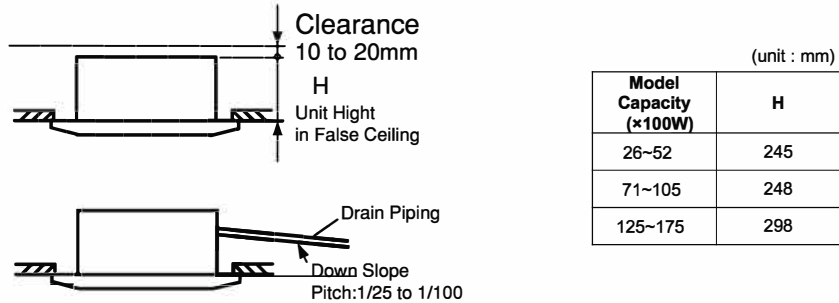 Clearance
10 to 20mm
H
Unit Hight
in False Ceiling
Drain Piping
Down Slope
Pitch:1/25 to 1/100
(unit : mm)
Model
Capacity
(×100W)
H
26~52
245
71~105
248
125~175
298